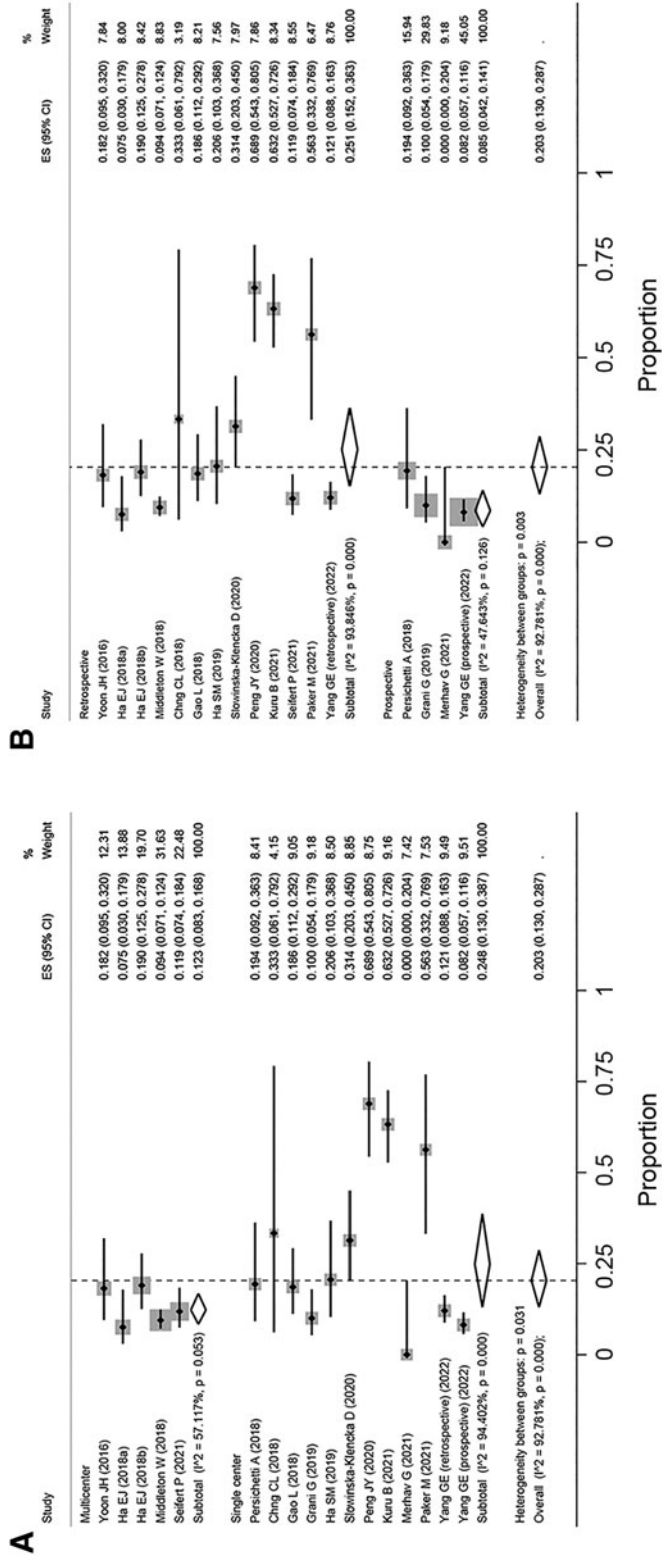 A
Study ES (95% CI) % Weight
Multicenter
Yoon JH (2016) 0.182 (0.095, 0.320) 12.31
Ha EJ (2018a) 0.075 (0.030, 0.179) 13.88
Ha EJ (2018b) 0.190 (0.125, 0.278) 19.70
Middleton W (2018) 0.094 (0.071, 0.124) 31.63
Seifert P (2021) 0.119 (0.074, 0.184) 22.48
Subtotal (I^2 = 57.117%, p = 0.053) 0.123 (0.083, 0.168) 100.00
Single center
Persichetti A (2018) 0.194 (0.092, 0.363) 8.41
Chng CL (2018) 0.333 (0.061, 0.792) 4.15
Gao L (2018) 0.186 (0.112, 0.292) 9.05
Grani G (2019) 0.100 (0.054, 0.179) 9.18
Ha SM (2019) 0.206 (0.103, 0.368) 8.50
Slowinska-Klencka D (2020) 0.314 (0.203, 0.450) 8.85
Peng JY (2020) 0.689 (0.543, 0.805) 8.75
Kuru B (2021) 0.632 (0.527, 0.726) 9.16
Merhav G (2021) 0.000 (0.000, 0.204) 7.42
Paker M (2021) 0.563 (0.332, 0.769) 7.53
Yang GE (retrospective) (2022) 0.121 (0.088, 0.163) 9.49
Yang GE (prospective) (2022) 0.082 (0.057, 0.116) 9.51
Subtotal (I^2 = 94.402%, p = 0.000) 0.248 (0.130, 0.387) 100.00
Heterogeneity between groups: p = 0.031
Overall (I^2 = 92.781%, p = 0.000); 0.203 (0.130, 0.287) .
0 0.25 0.5 0.75 1
Proportion
B
Study ES (95% CI) % Weight
Retrospective
Yoon JH (2016) 0.182 (0.095, 0.320) 7.84
Ha EJ (2018a) 0.075 (0.030, 0.179) 8.00
Ha EJ (2018b) 0.190 (0.125, 0.278) 8.42
Middleton W (2018) 0.094 (0.071, 0.124) 8.83
Chng CL (2018) 0.333 (0.061, 0.792) 3.19
Gao L (2018) 0.186 (0.112, 0.292) 8.21
Ha SM (2019) 0.206 (0.103, 0.368) 7.56
Slowinska-Klencka D (2020) 0.314 (0.203, 0.450) 7.97
Peng JY (2020) 0.689 (0.543, 0.805) 7.86
Kuru B (2021) 0.632 (0.527, 0.726) 8.34
Seifert P (2021) 0.119 (0.074, 0.184) 8.55
Paker M (2021) 0.563 (0.332, 0.769) 6.47
Yang GE (retrospective) (2022) 0.121 (0.088, 0.163) 8.76
Subtotal (I^2 = 93.846%, p = 0.000) 0.251 (0.152, 0.363) 100.00
Prospective
Persichetti A (2018) 0.194 (0.092, 0.363) 15.94
Grani G (2019) 0.100 (0.054, 0.179) 29.83
Merhav G (2021) 0.000 (0.000, 0.204) 9.18
Yang GE (prospective) (2022) 0.082 (0.057, 0.116) 45.05
Subtotal (I^2 = 47.643%, p = 0.126) 0.085 (0.042, 0.141) 100.00
Heterogeneity between groups: p = 0.003
Overall (I^2 = 92.781%, p = 0.000); 0.203 (0.130, 0.287) .
0 0.25 0.5 0.75 1
Proportion